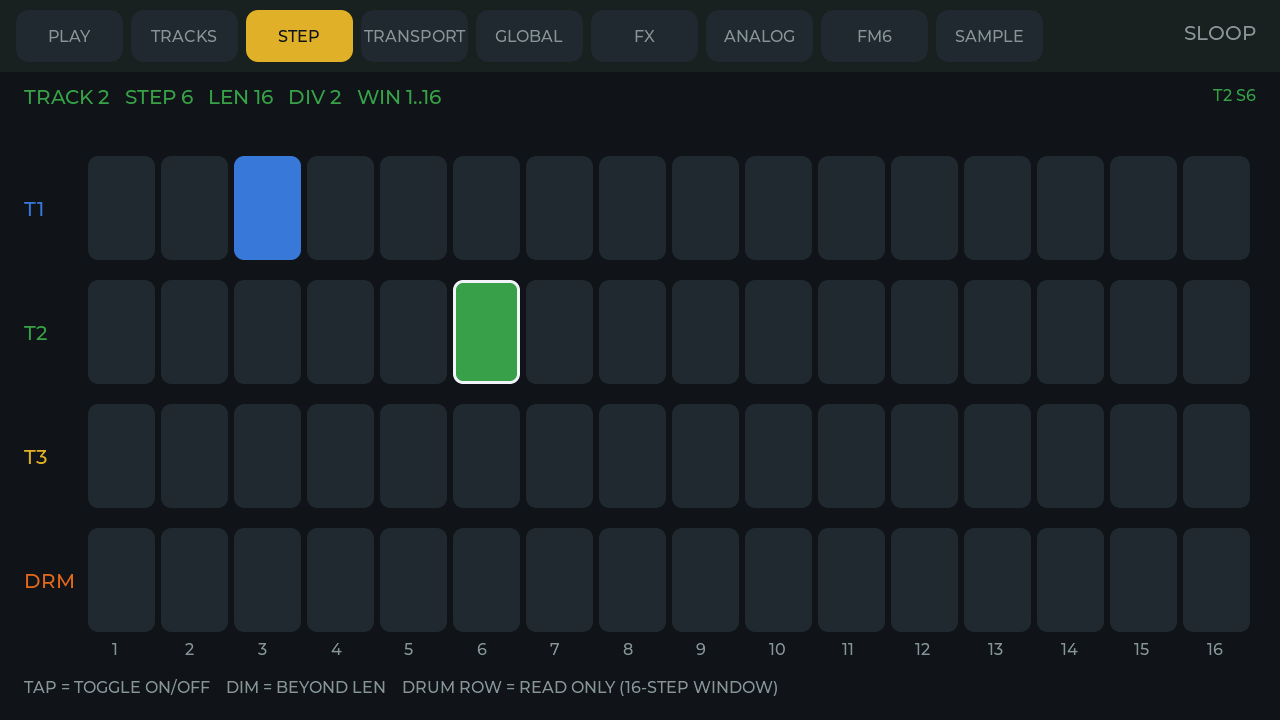 PLAY TRACKS STEP TRANSPORT GLOBAL FX ANALOG FM6 SAMPLE SLOOP
TRACK 2 STEP 6 LEN 16 DIV 2 WIN 1..16 T2 S6
T1
T2
T3
DRM
1 2 3 4 5 6 7 8 9 10 11 12 13 14 15 16
TAP = TOGGLE ON/OFF DIM = BEYOND LEN DRUM ROW = READ ONLY (16-STEP WINDOW)